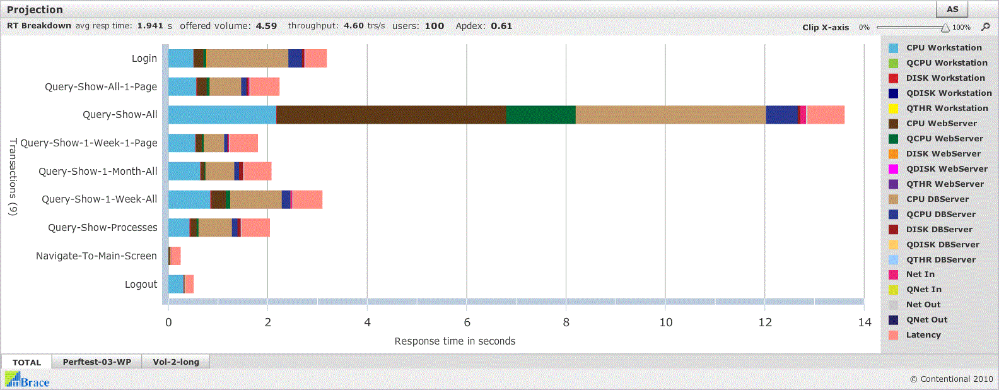 Projection
AS
RT Breakdown avg resp time: 1.941 s offered volume: 4.59 throughput: 4.60 trs/s users: 100 Apdex: 0.61
Clip X-axis 0% 100%
Transactions (9)
Login
Query-Show-All-1-Page
Query-Show-All
Query-Show-1-Week-1-Page
Query-Show-1-Month-All
Query-Show-1-Week-All
Query-Show-Processes
Navigate-To-Main-Screen
Logout
0 2 4 6 8 10 12 14
Response time in seconds
CPU Workstation
QCPU Workstation
DISK Workstation
QDISK Workstation
QTHR Workstation
CPU WebServer
QCPU WebServer
DISK WebServer
QDISK WebServer
QTHR WebServer
CPU DBServer
QCPU DBServer
DISK DBServer
QDISK DBServer
QTHR DBServer
Net In
QNet In
Net Out
QNet Out
Latency
TOTAL Perftest-03-WP Vol-2-long
Brace
© Contentional 2010